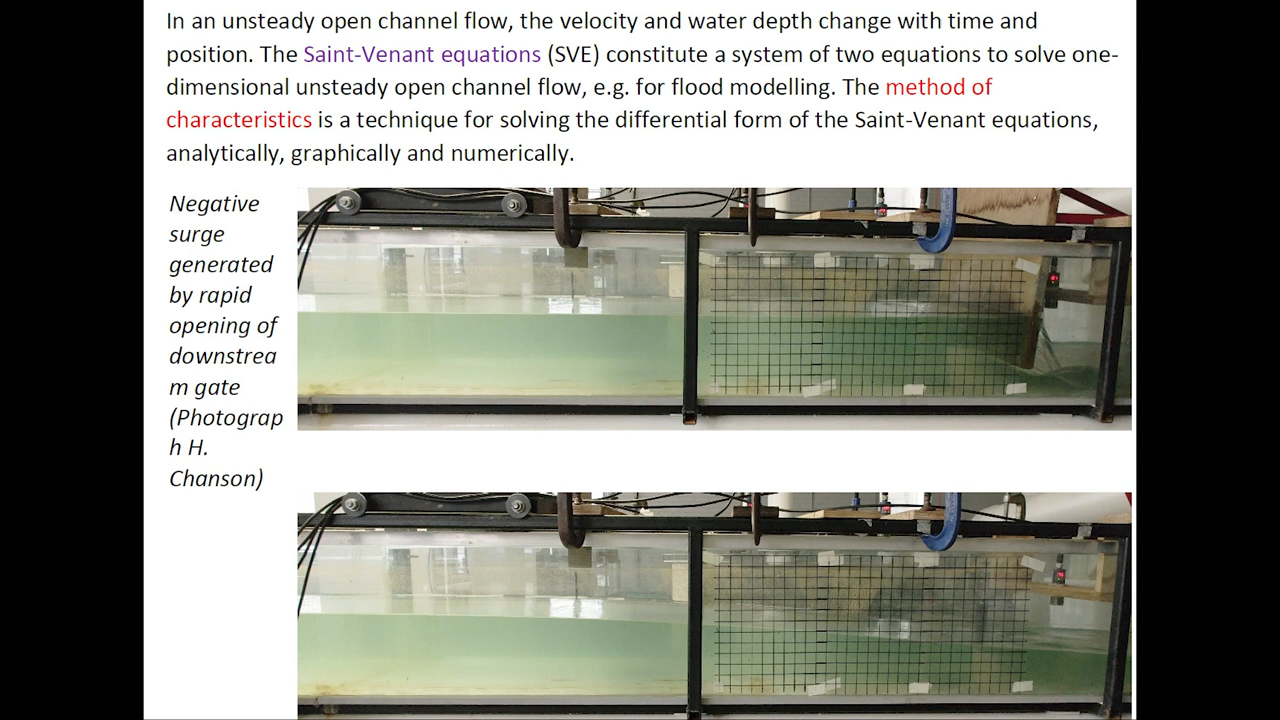 In an unsteady open channel flow, the velocity and water depth change with time and
position. The Saint-Venant equations (SVE) constitute a system of two equations to solve one-
dimensional unsteady open channel flow, e.g. for flood modelling. The method of
characteristics is a technique for solving the differential form of the Saint-Venant equations,
analytically, graphically and numerically.
Negative
surge
generated
by rapid
opening of
downstrea
m gate
(Photograp
h H.
Chanson)